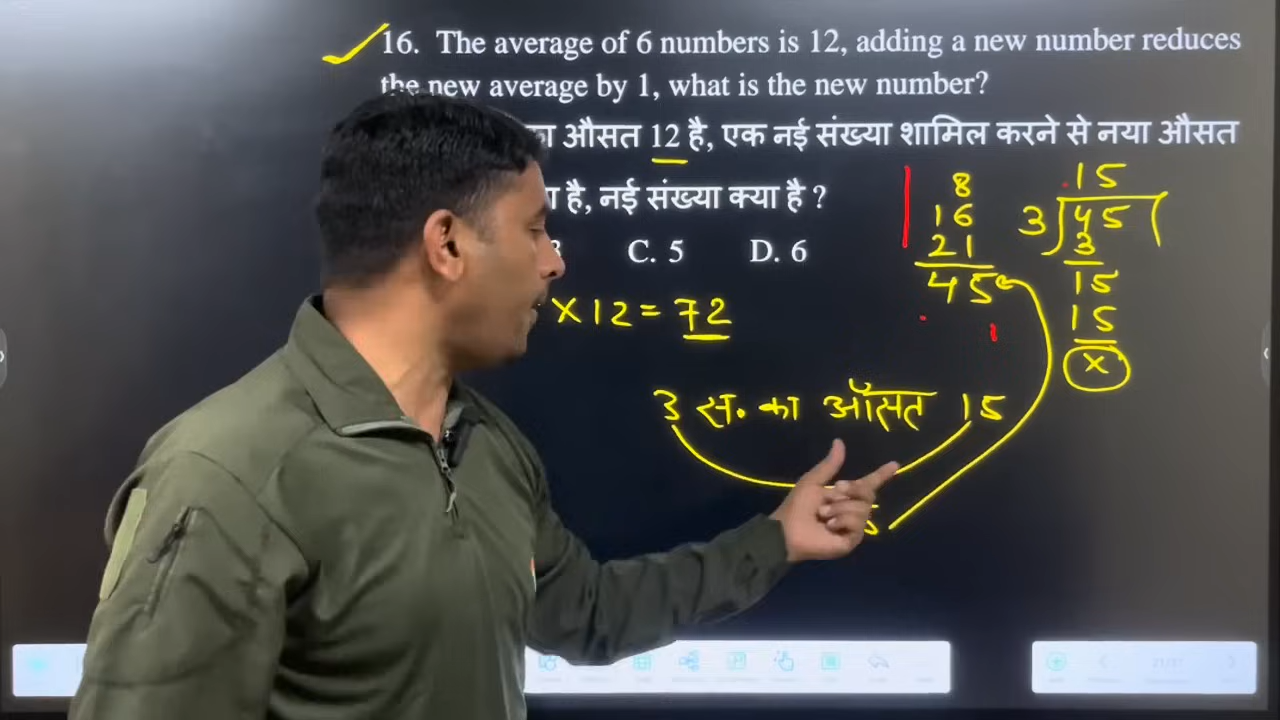 16. The average of 6 numbers is 12, adding a new number reduces
the new average by 1, what is the new number?
औसत 12 है, एक नई संख्या शामिल करने से नया औसत
है, नई संख्या क्या है ?
C. 5 D. 6
x 12 = 72
8
16
21
45
15
3 45
3
15
15
x
3 स. का औसत 15